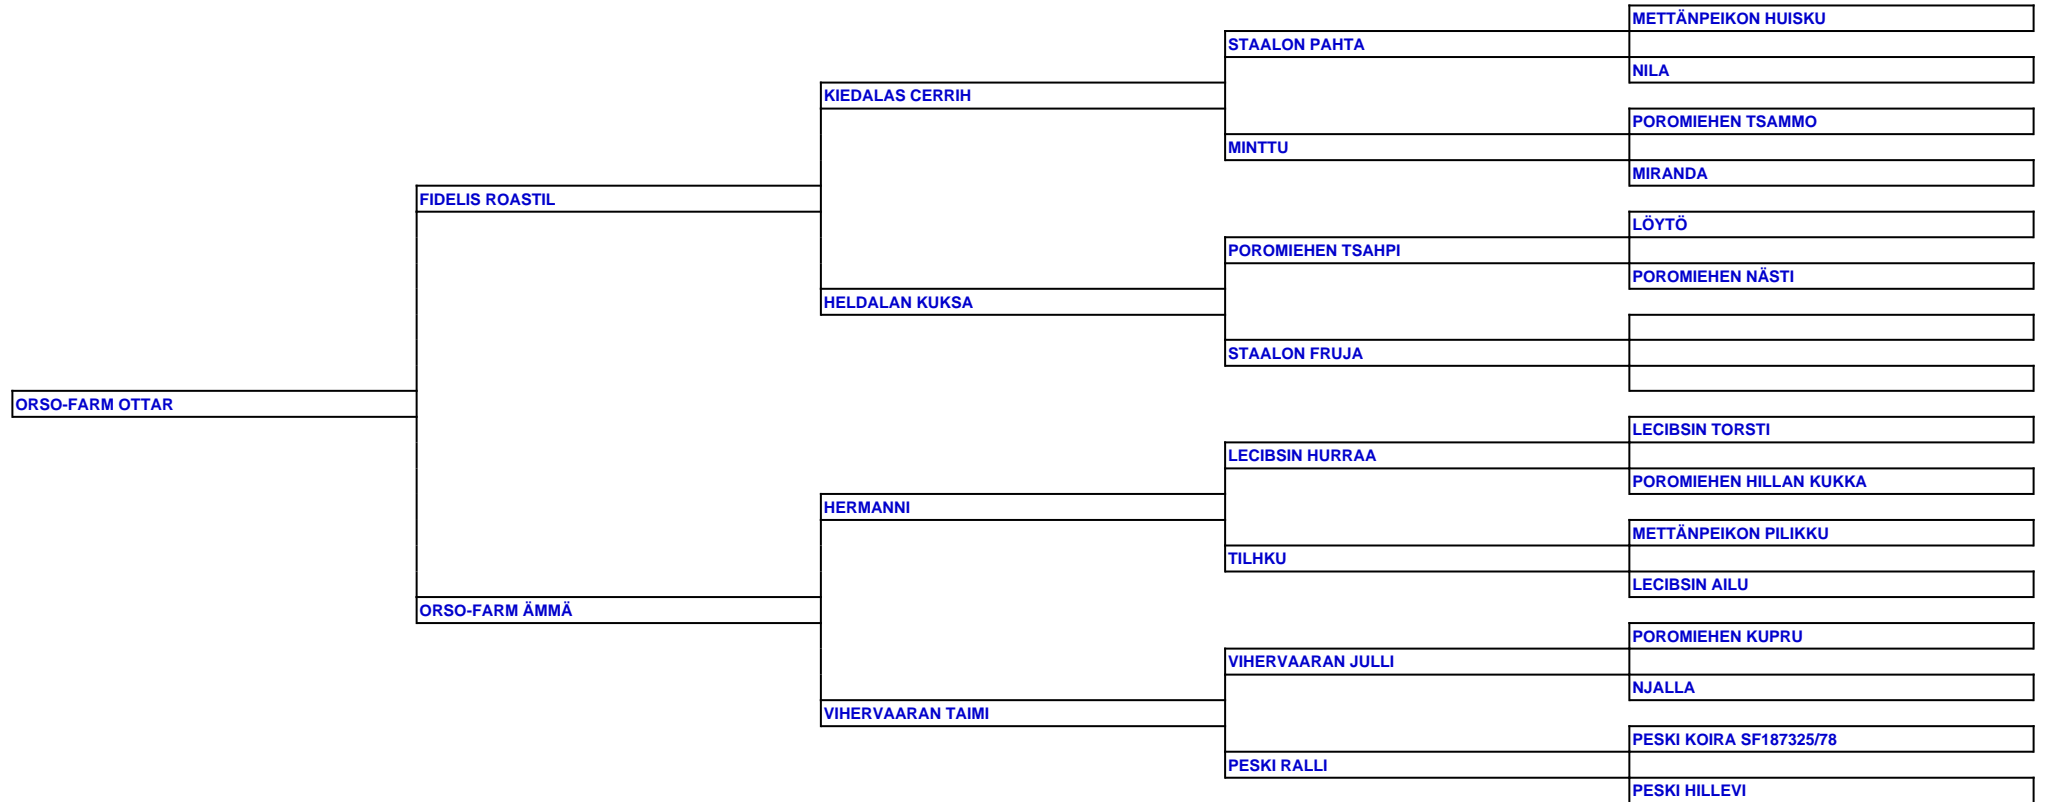 METTÄNPEIKON HUISKU
STAALON PAHTA
NILA
KIEDALAS CERRIH
POROMIEHEN TSAMMO
MINTTU
MIRANDA
FIDELIS ROASTIL
LÖYTÖ
POROMIEHEN TSAHPI
POROMIEHEN NÄSTI
HELDALAN KUKSA
STAALON FRUJA
ORSO-FARM OTTAR
LECIBSIN TORSTI
LECIBSIN HURRAA
POROMIEHEN HILLAN KUKKA
HERMANNI
METTÄNPEIKON PILIKKU
TILHKU
LECIBSIN AILU
ORSO-FARM ÄMMÄ
POROMIEHEN KUPRU
VIHERVAARAN JULLI
NJALLA
VIHERVAARAN TAIMI
PESKI KOIRA SF187325/78
PESKI RALLI
PESKI HILLEVI